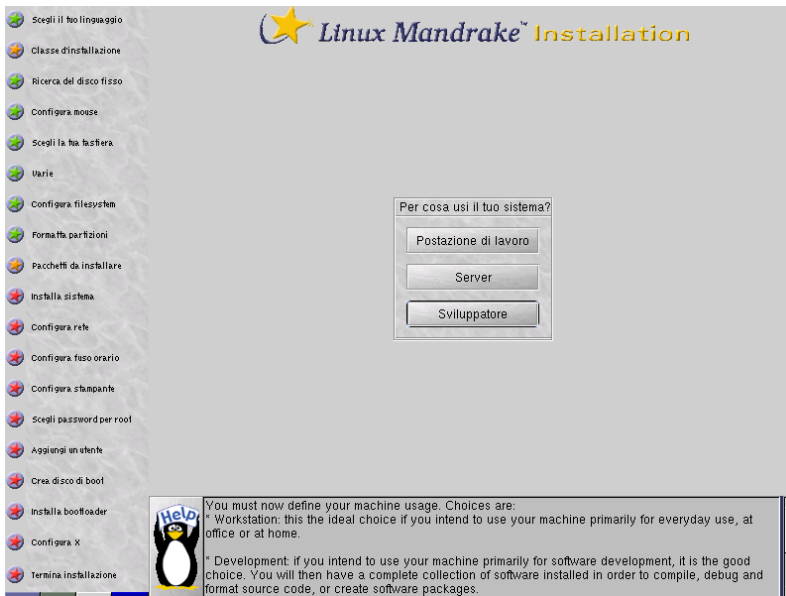 Linux Mandrake™ Installation
Scegli il tuo linguaggio
Classe d'installazione
Ricerca del disco fisso
Configura mouse
Scegli la tua tastiera
Varie
Configura filesystem
Formatta partizioni
Pacchetti da installare
Installa sistema
Configura rete
Configura fuso orario
Configura stampante
Scegli password per root
Aggiungi un utente
Crea disco di boot
Installa bootloader
Configura X
Termina installazione
Per cosa usi il tuo sistema?
Postazione di lavoro
Server
Sviluppatore
Help
You must now define your machine usage. Choices are:
* Workstation: this the ideal choice if you intend to use your machine primarily for everyday use, at
office or at home.
* Development: if you intend to use your machine primarily for software development, it is the good
choice. You will then have a complete collection of software installed in order to compile, debug and
format source code, or create software packages.